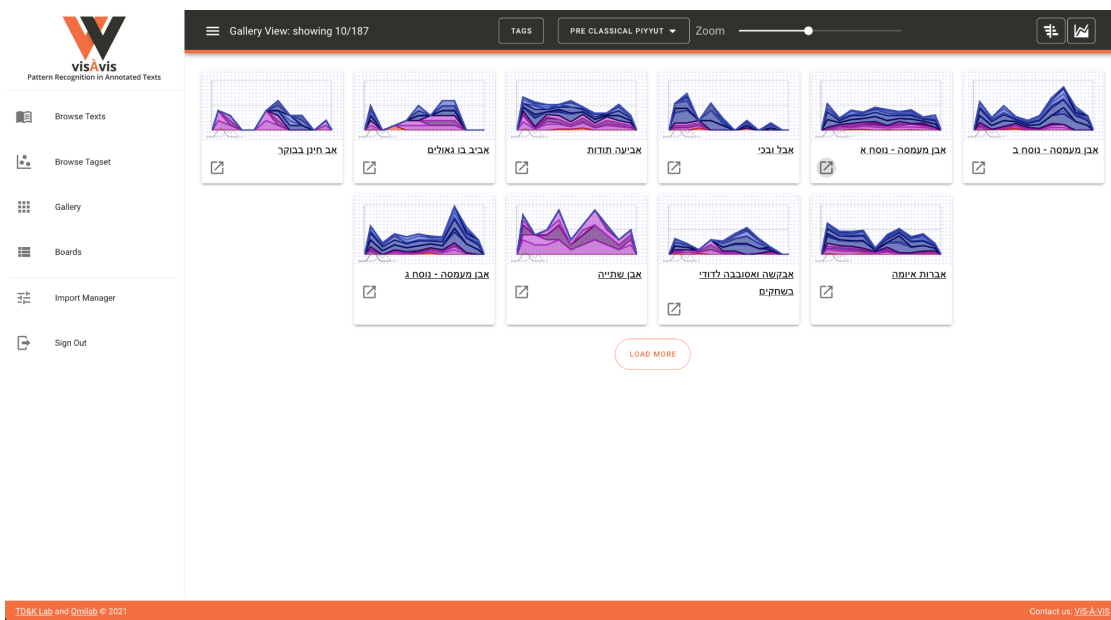 visÀvis
Pattern Recognition in Annotated Texts
Browse Texts
Browse Tagset
Gallery
Boards
Import Manager
Sign Out
Gallery View: showing 10/187
TAGS
PRE CLASSICAL PIYYUT
Zoom
אב חינן בבוקר
אביב בו גאולים
אביעה תודות
אבל ובכי
אבן מעמסה - נוסח א
אבן מעמסה - נוסח ב
אבן מעמסה - נוסח ג
אבן שתייה
אבקשה ואסובבה לדודי
בשחקים
אברות איומה
LOAD MORE
TD&K Lab and Omilab © 2021
Contact us: ViS-À-ViS